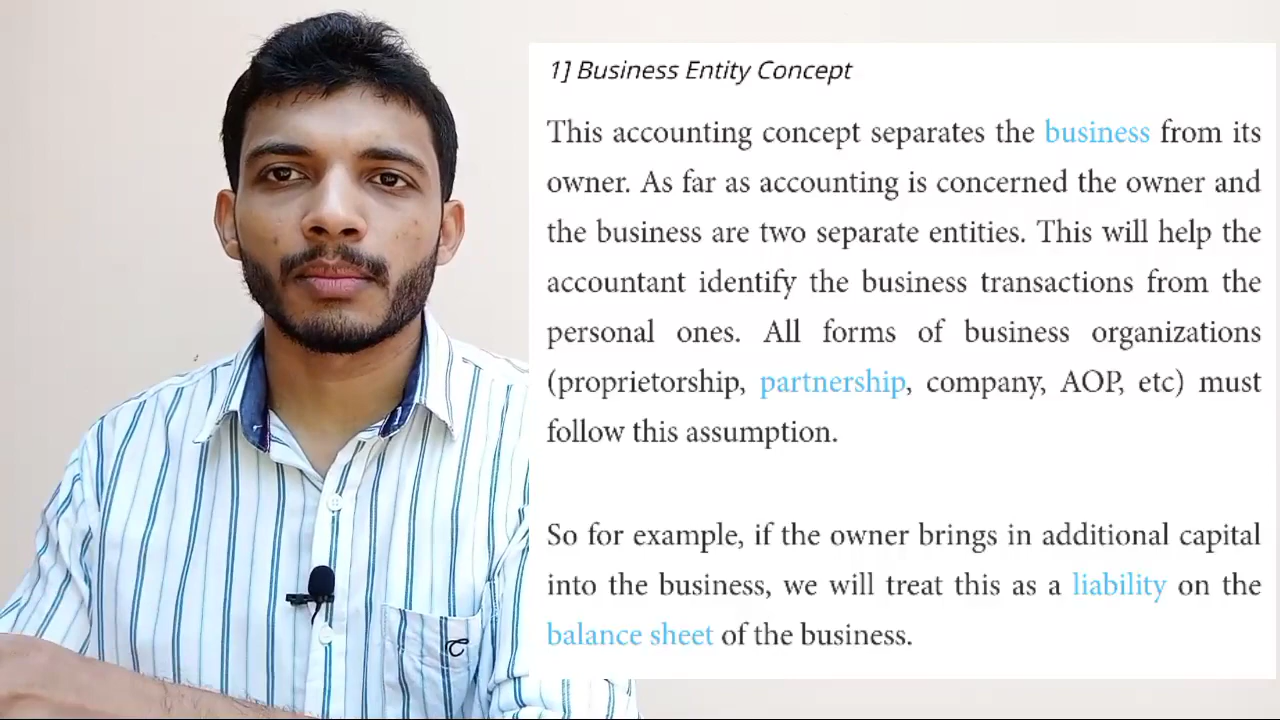 1] Business Entity Concept
This accounting concept separates the business from its
owner. As far as accounting is concerned the owner and
the business are two separate entities. This will help the
accountant identify the business transactions from the
personal ones. All forms of business organizations
(proprietorship, partnership, company, AOP, etc) must
follow this assumption.
So for example, if the owner brings in additional capital
into the business, we will treat this as a liability on the
balance sheet of the business.